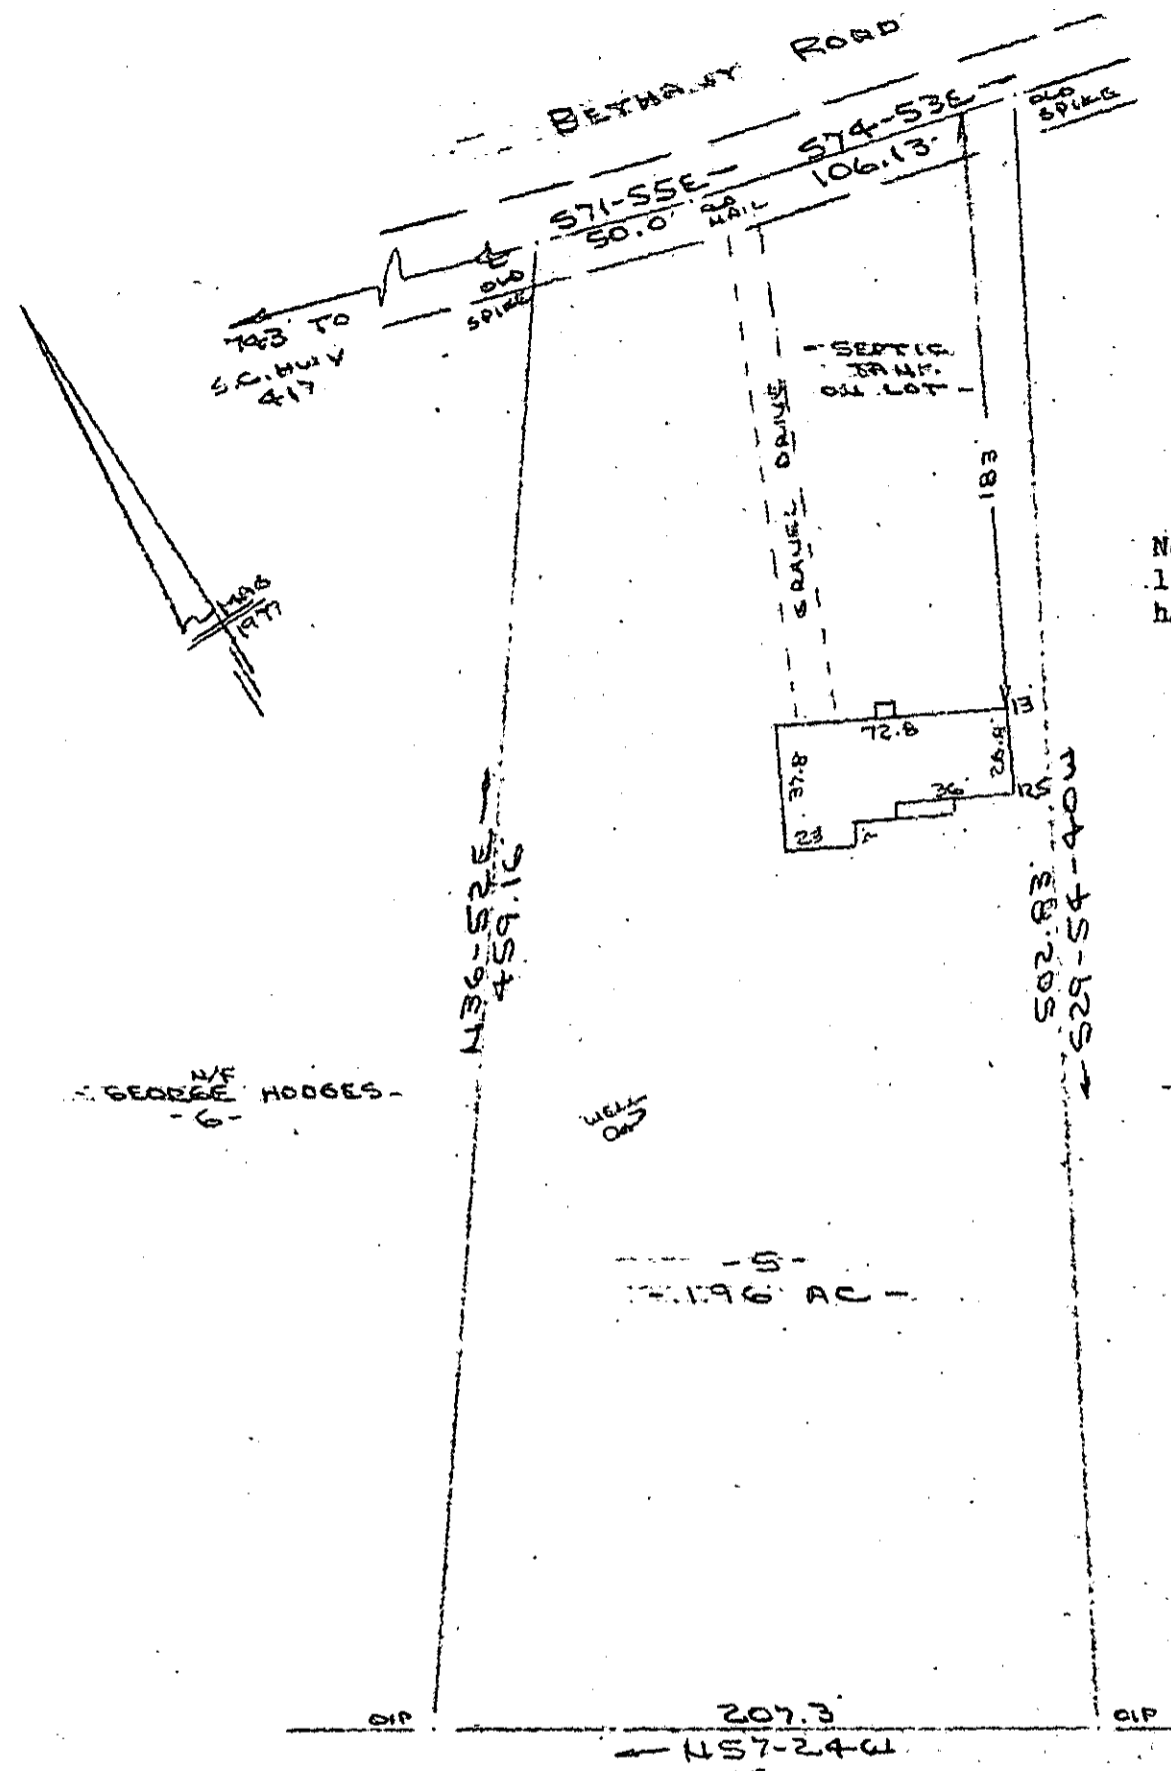 BETHANY ROAD
S74-53E
106.13'
OLD
SPIKE
S71-55E
50.0'
OLD
NAIL
OLD
SPIKE
743' TO
S.C. HWY
417
-SEPTIC
TANK
ON LOT-
GRAVEL DRIVE
183'
MAG
1977
N
1
h
13'
72.8
37.8
28.9
36
23
N36-52E
459.16
502.83
S29-54-40W
N/F
-GEORGE HODGES-
-6-
WELL
-5-
-1.96 AC-
OIP
207.3'
OIP
N57-24W